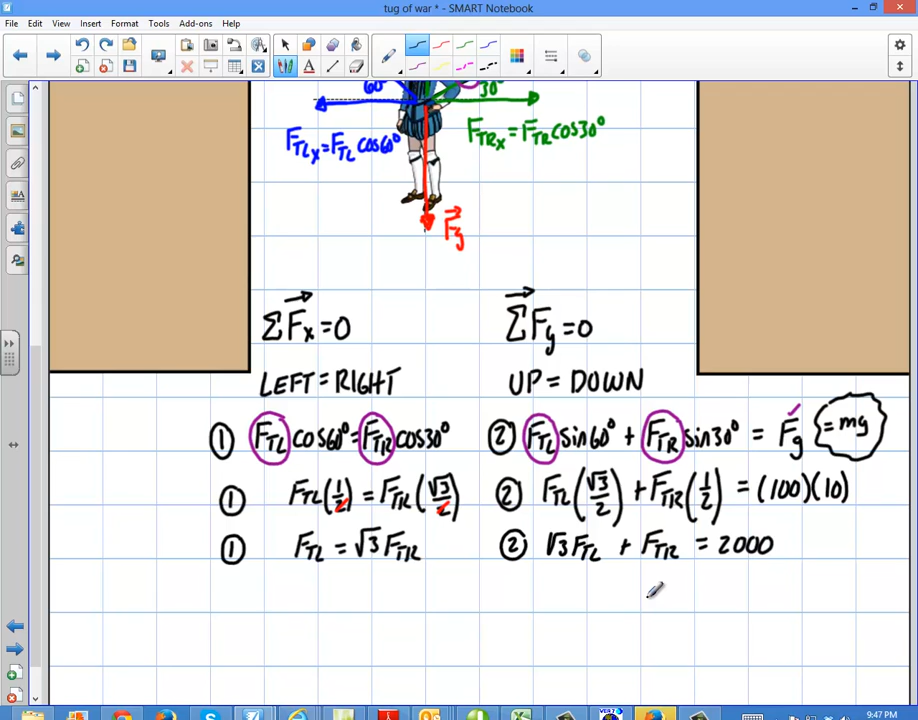 tug of war * - SMART Notebook
File Edit View Insert Format Tools Add-ons Help
60° 30°
F_TLx = F_TL cos60°
F_TRx = F_TR cos30°
F_g
ΣF_x = 0
ΣF_y = 0
LEFT = RIGHT
UP = DOWN
① F_TL cos60° = F_TR cos30°
② F_TL sin60° + F_TR sin30° = F_g = mg
① F_TL (1/2) = F_TR (√3/2)
② F_TL (√3/2) + F_TR (1/2) = (100)(10)
① F_TL = √3 F_TR
② √3 F_TL + F_TR = 2000
9:47 PM